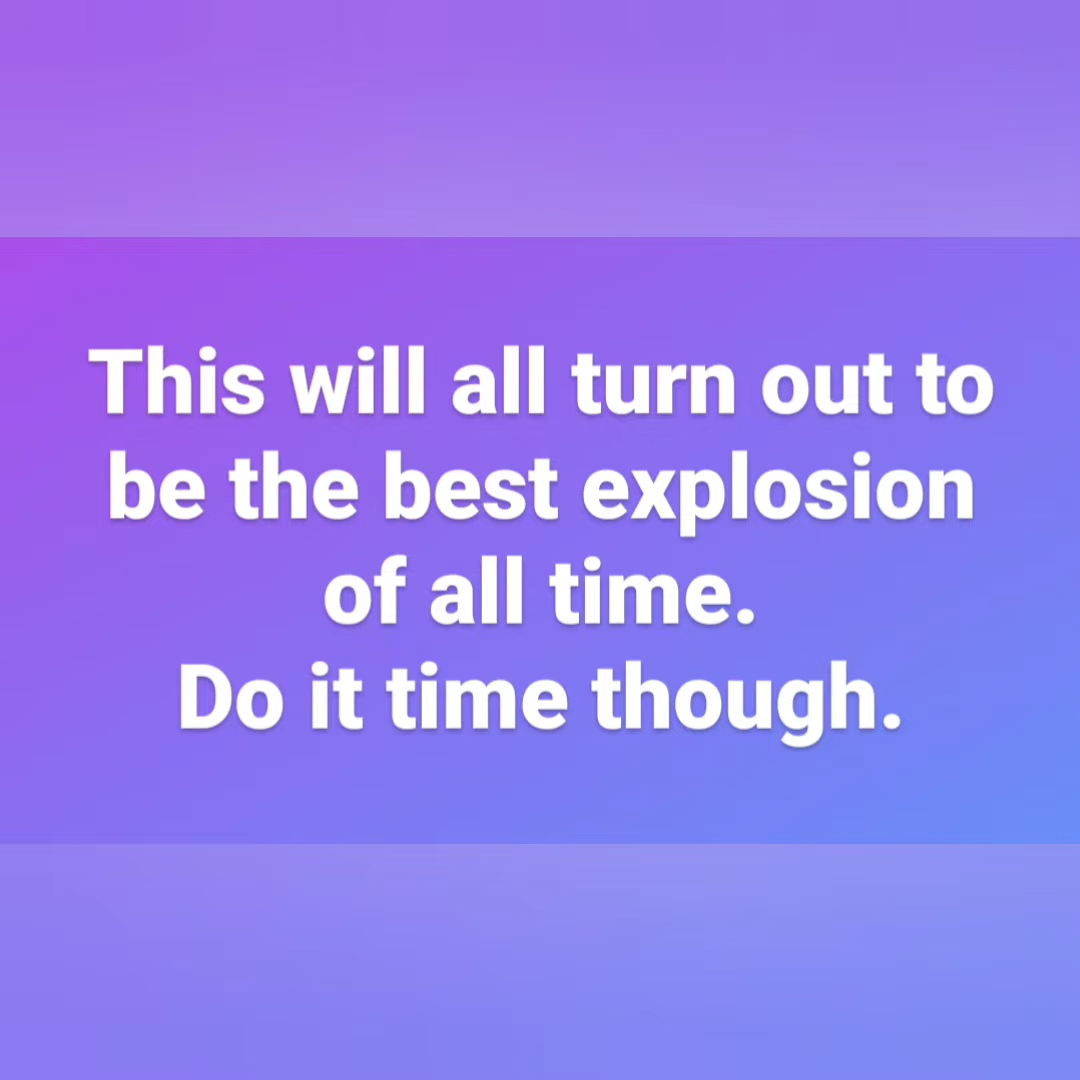 This will all turn out to
be the best explosion
of all time.
Do it time though.